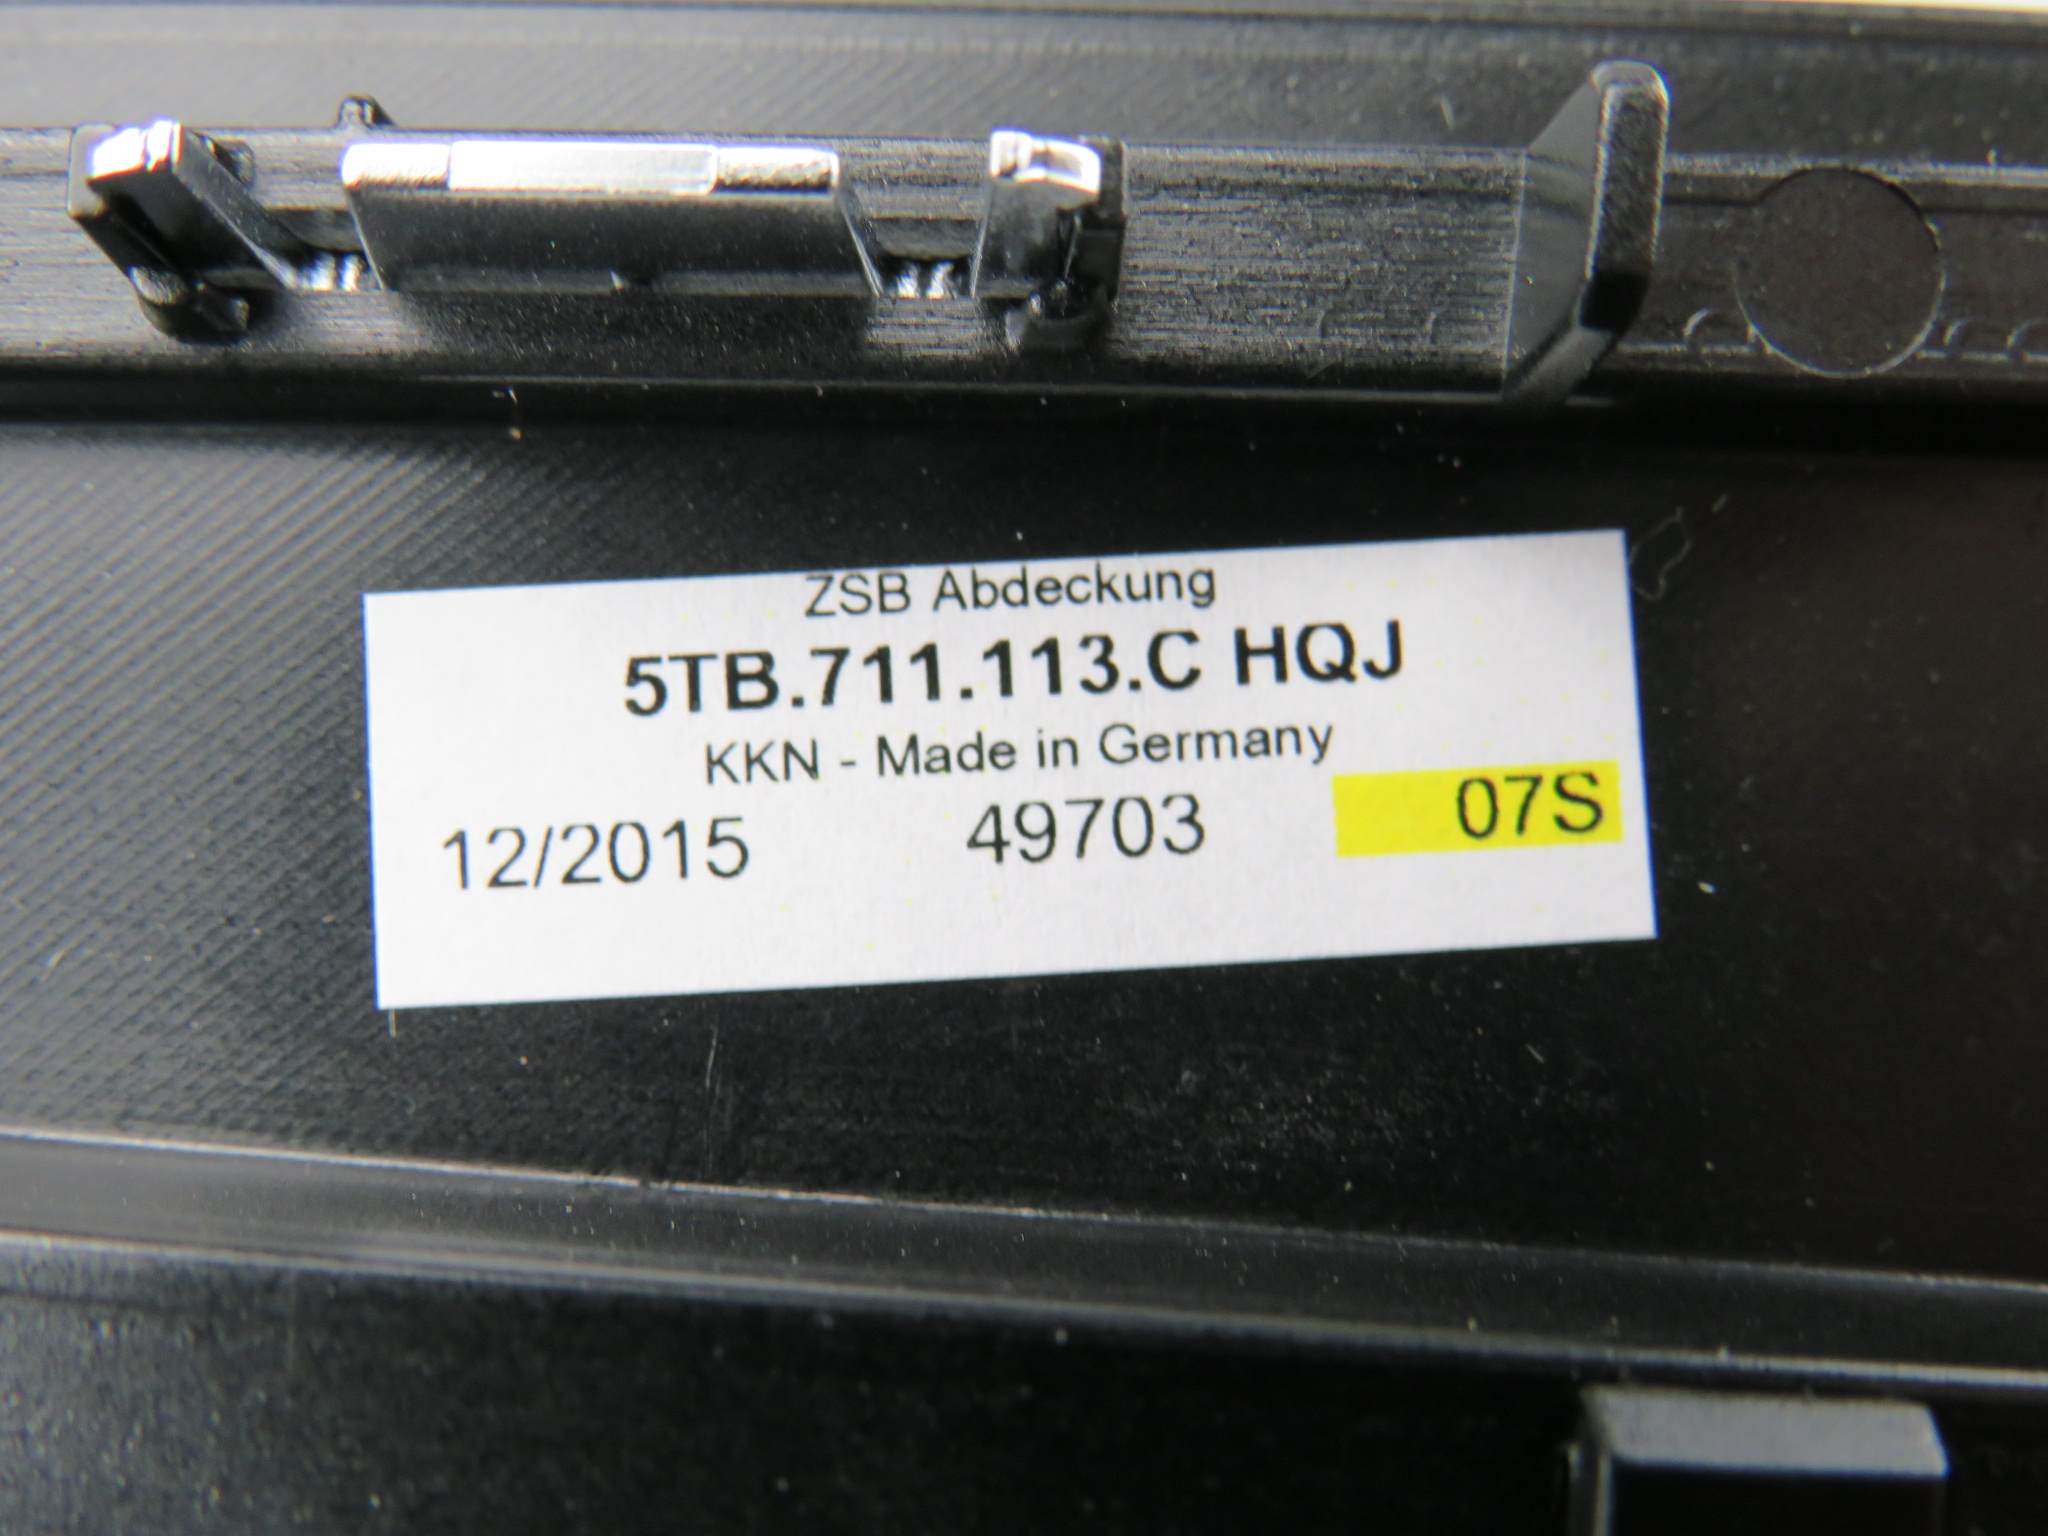 ZSB Abdeckung
5TB.711.113.C HQJ
KKN - Made in Germany
12/2015 49703 07S